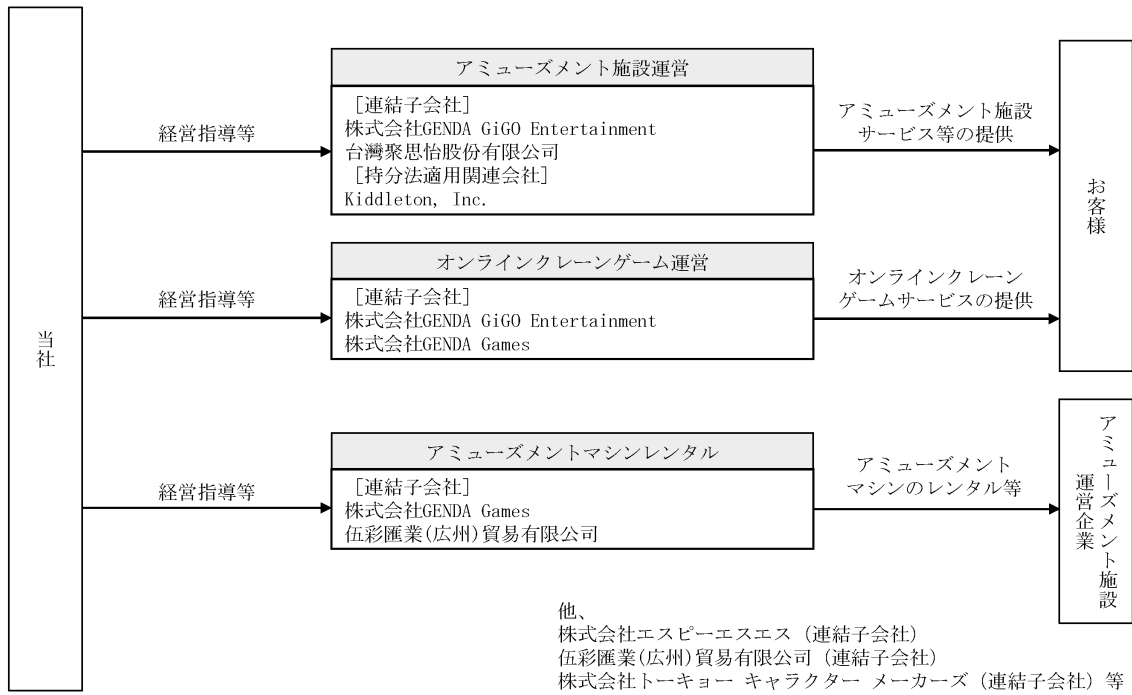 当社
経営指導等
アミューズメント施設運営
［連結子会社］
株式会社GENDA GiGO Entertainment
台灣聚思怡股份有限公司
［持分法適用関連会社］
Kiddleton, Inc.
アミューズメント施設
サービス等の提供
お客様
経営指導等
オンラインクレーンゲーム運営
［連結子会社］
株式会社GENDA GiGO Entertainment
株式会社GENDA Games
オンラインクレーン
ゲームサービスの提供
経営指導等
アミューズメントマシンレンタル
［連結子会社］
株式会社GENDA Games
伍彩匯業(広州)貿易有限公司
アミューズメント
マシンのレンタル等
アミューズメント施設
運営企業
他、
株式会社エスピーエスエス（連結子会社）
伍彩匯業(広州)貿易有限公司（連結子会社）
株式会社トーキョー キャラクター メーカーズ（連結子会社）等